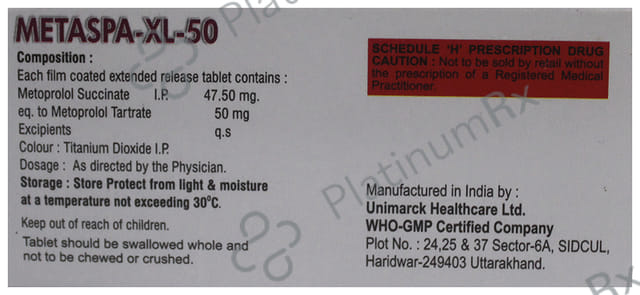 METASPA-XL-50
Composition :
Each film coated extended release tablet contains :
Metoprolol Succinate I.P. 47.50 mg.
eq. to Metoprolol Tartrate 50 mg
Excipients q.s
Colour : Titanium Dioxide I.P.
Dosage : As directed by the Physician.
Storage : Store Protect from light & moisture
at a temperature not exceeding 30°C.
Keep out of reach of children.
Tablet should be swallowed whole and
not to be chewed or crushed.
SCHEDULE 'H' PRESCRIPTION DRUG
CAUTION : Not to be sold by retail without
the prescription of a Registered Medical
Practitioner.
Manufactured in India by :
Unimarck Healthcare Ltd.
WHO-GMP Certified Company
Plot No. : 24,25 & 37 Sector-6A, SIDCUL,
Haridwar-249403 Uttarakhand.
PlatinumRx